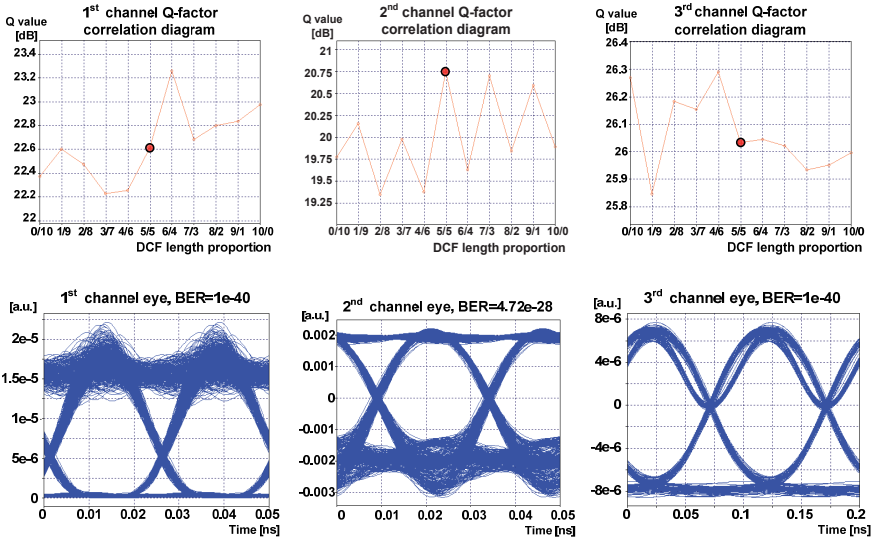 1st channel Q-factor
correlation diagram
Q value
[dB]
23.4
23.2
23
22.8
22.6
22.4
22.2
22
0/10 1/9 2/8 3/7 4/6 5/5 6/4 7/3 8/2 9/1 10/0
DCF length proportion
2nd channel Q-factor
correlation diagram
Q value
[dB]
21
20.75
20.5
20.25
20
19.75
19.5
19.25
0/10 1/9 2/8 3/7 4/6 5/5 6/4 7/3 8/2 9/1 10/0
DCF length proportion
3rd channel Q-factor
correlation diagram
Q value
[dB]
26.4
26.3
26.2
26.1
26
25.9
25.8
0/10 1/9 2/8 3/7 4/6 5/5 6/4 7/3 8/2 9/1 10/0
DCF length proportion
1st channel eye, BER=1e-40
[a.u.]
2e-5
1.5e-5
1e-5
5e-6
0
0 0.01 0.02 0.03 0.04 0.05
Time [ns]
2nd channel eye, BER=4.72e-28
[a.u.]
0.002
0.001
0
-0.001
-0.002
-0.003
0 0.01 0.02 0.03 0.04 0.05
Time [ns]
3rd channel eye, BER=1e-40
[a.u.]
8e-6
4e-6
0
-4e-6
-8e-6
0 0.05 0.1 0.15 0.2
Time [ns]